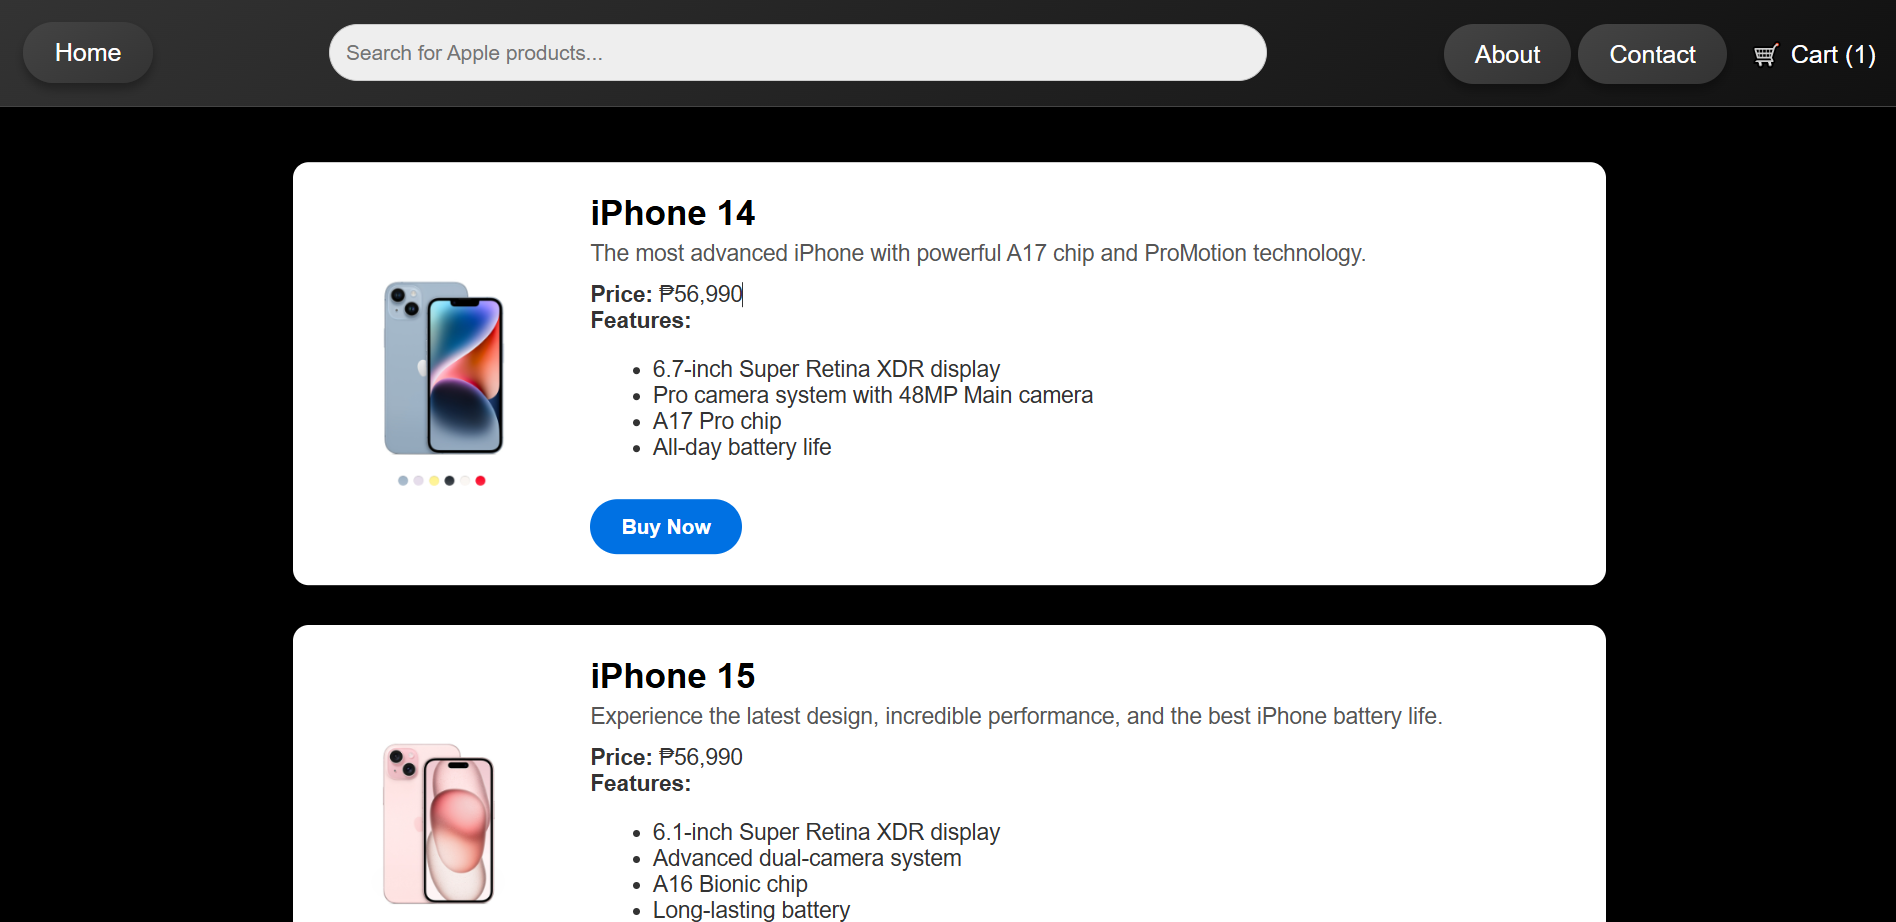 Home
Search for Apple products...
About
Contact
Cart (1)
iPhone 14
The most advanced iPhone with powerful A17 chip and ProMotion technology.
Price: ₱56,990
Features:
• 6.7-inch Super Retina XDR display
• Pro camera system with 48MP Main camera
• A17 Pro chip
• All-day battery life
Buy Now
iPhone 15
Experience the latest design, incredible performance, and the best iPhone battery life.
Price: ₱56,990
Features:
• 6.1-inch Super Retina XDR display
• Advanced dual-camera system
• A16 Bionic chip
• Long-lasting battery